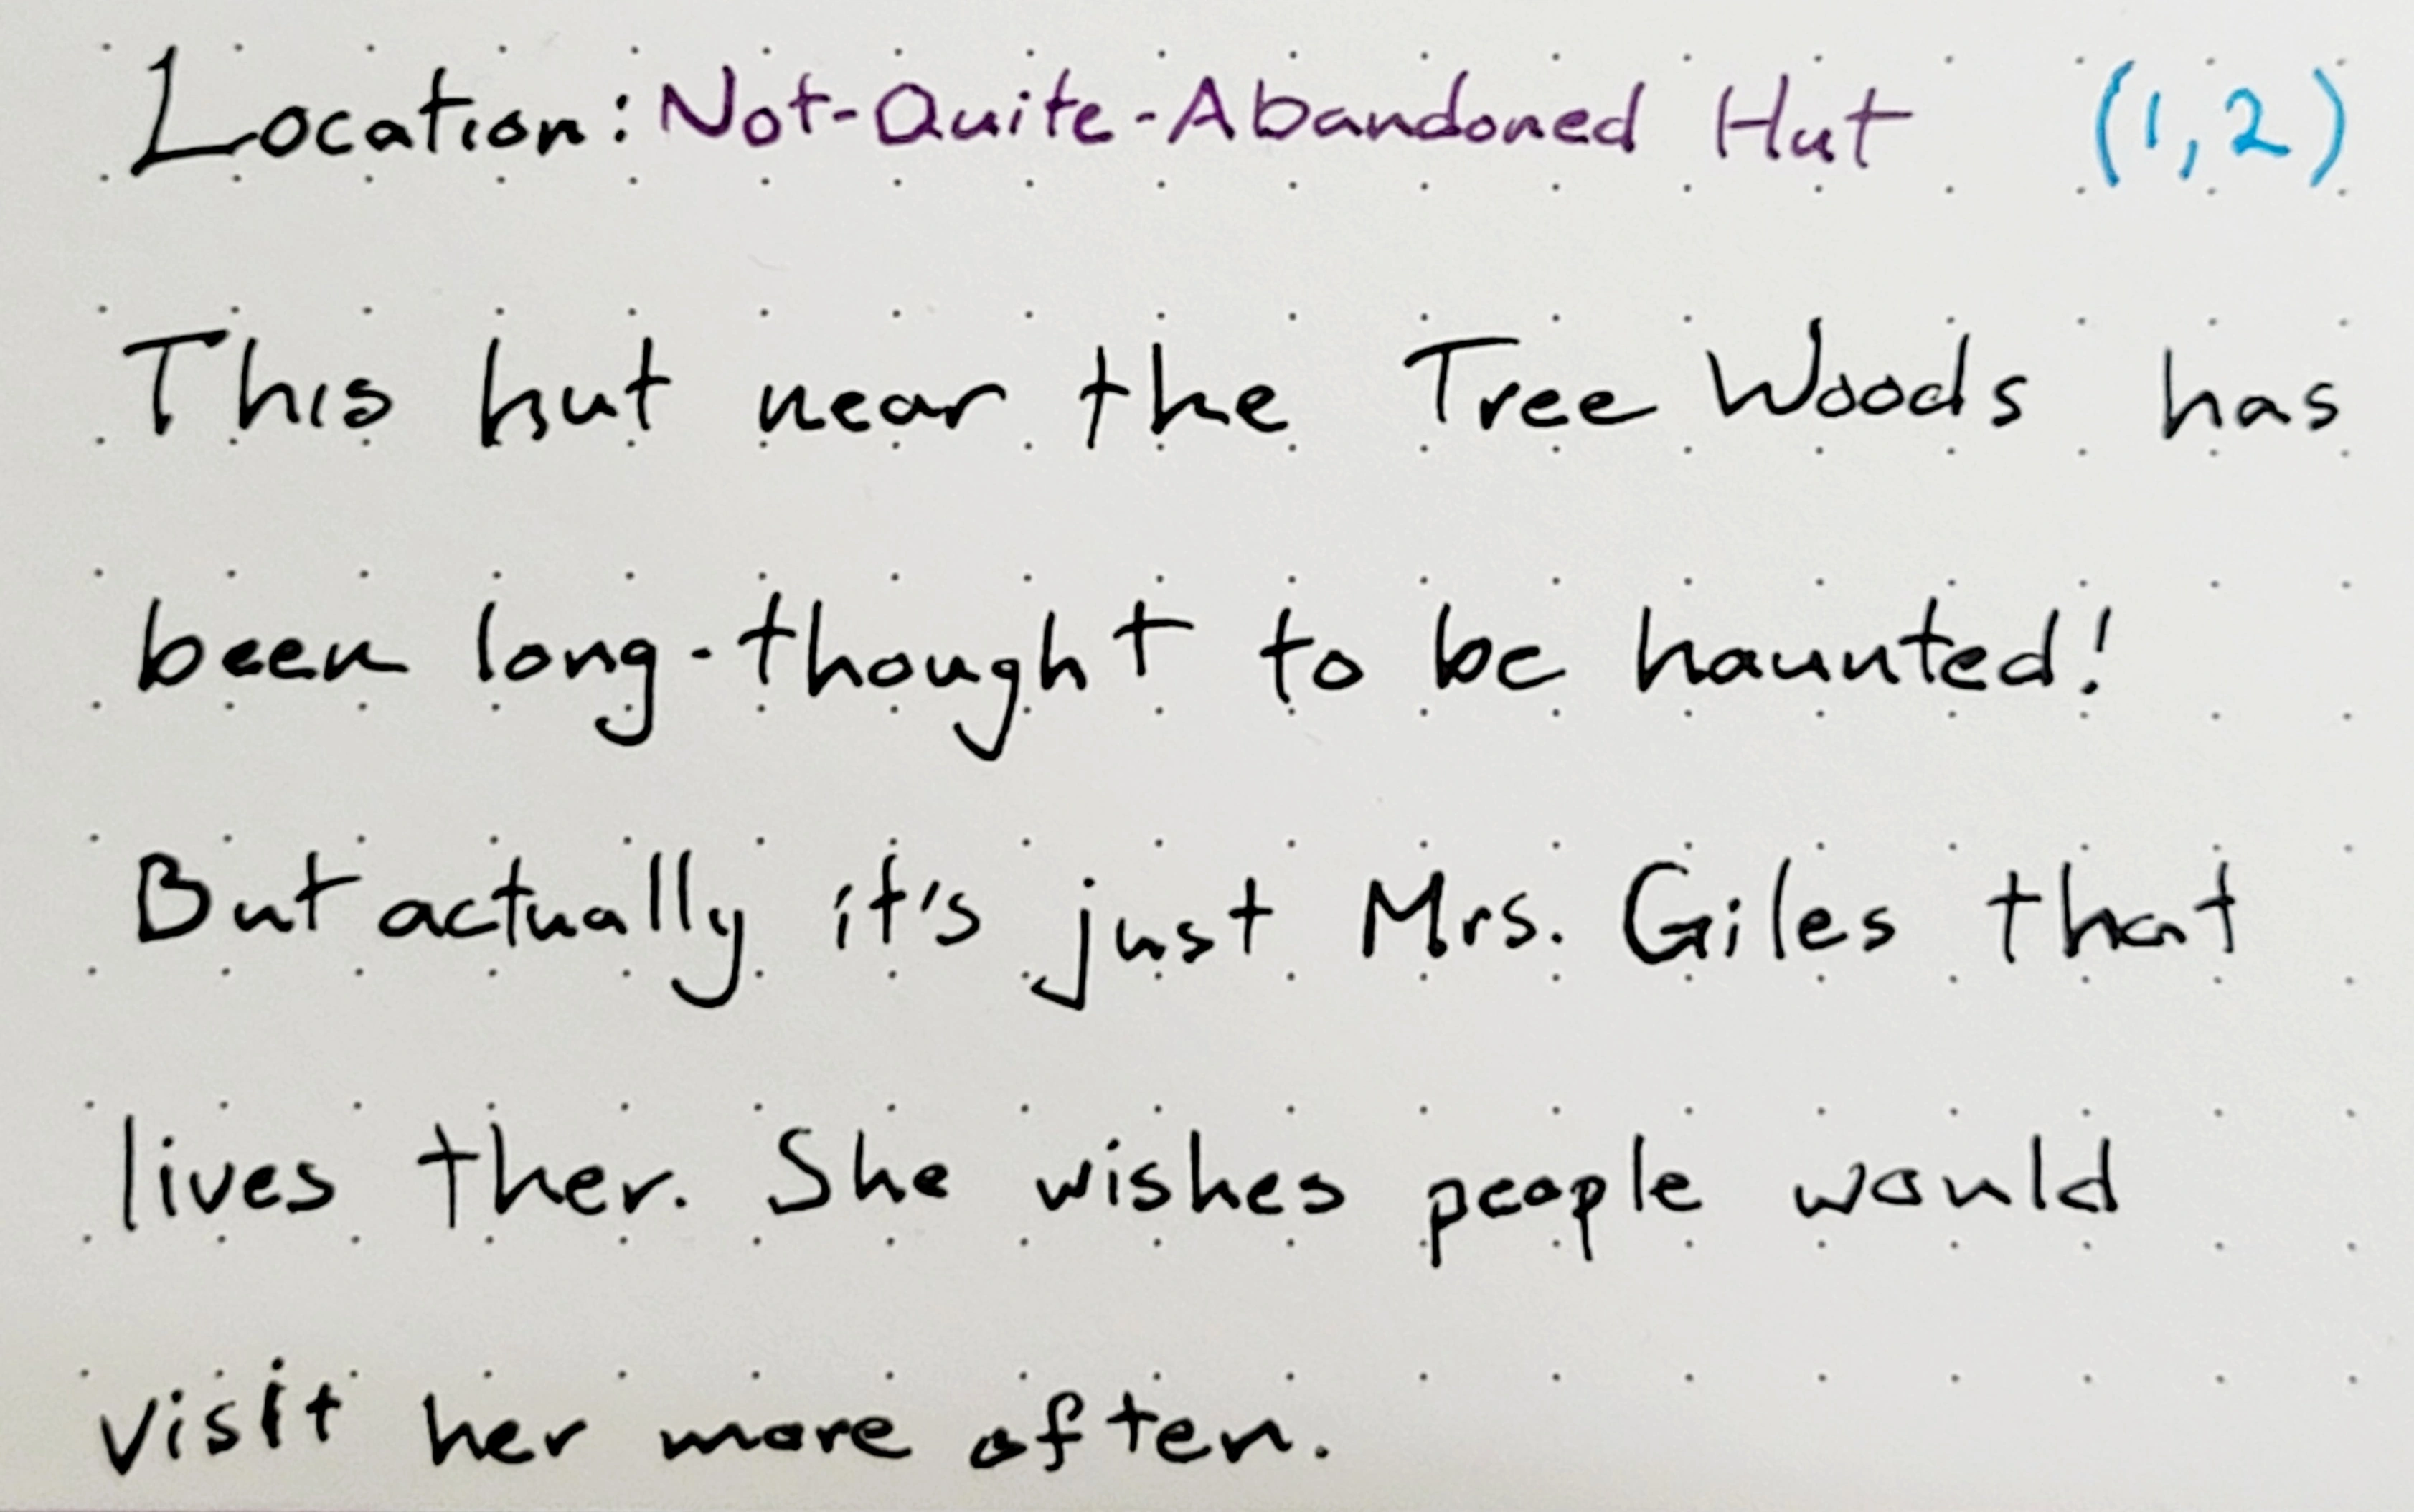 Location: Not-Quite-Abandoned Hut (1,2)
This hut near the Tree Woods has
been long-thought to be haunted!
But actually it's just Mrs. Giles that
lives ther. She wishes people would
visit her more often.